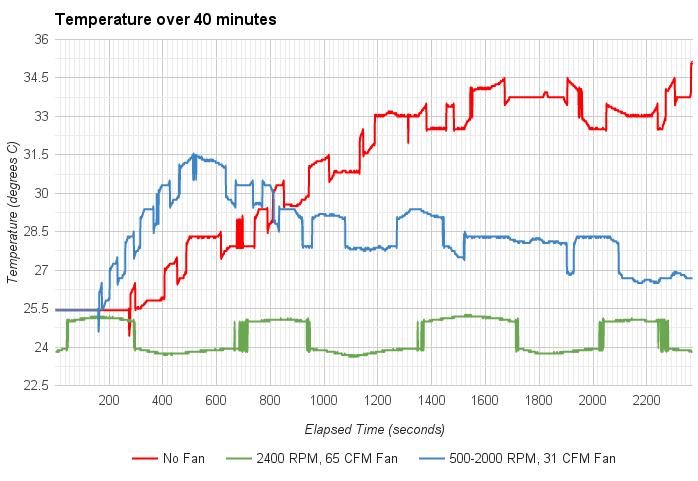 Temperature over 40 minutes
36
34.5
33
31.5
30
28.5
27
25.5
24
22.5
Temperature (degrees C)
200 400 600 800 1000 1200 1400 1600 1800 2000 2200
Elapsed Time (seconds)
No Fan 2400 RPM, 65 CFM Fan 500-2000 RPM, 31 CFM Fan